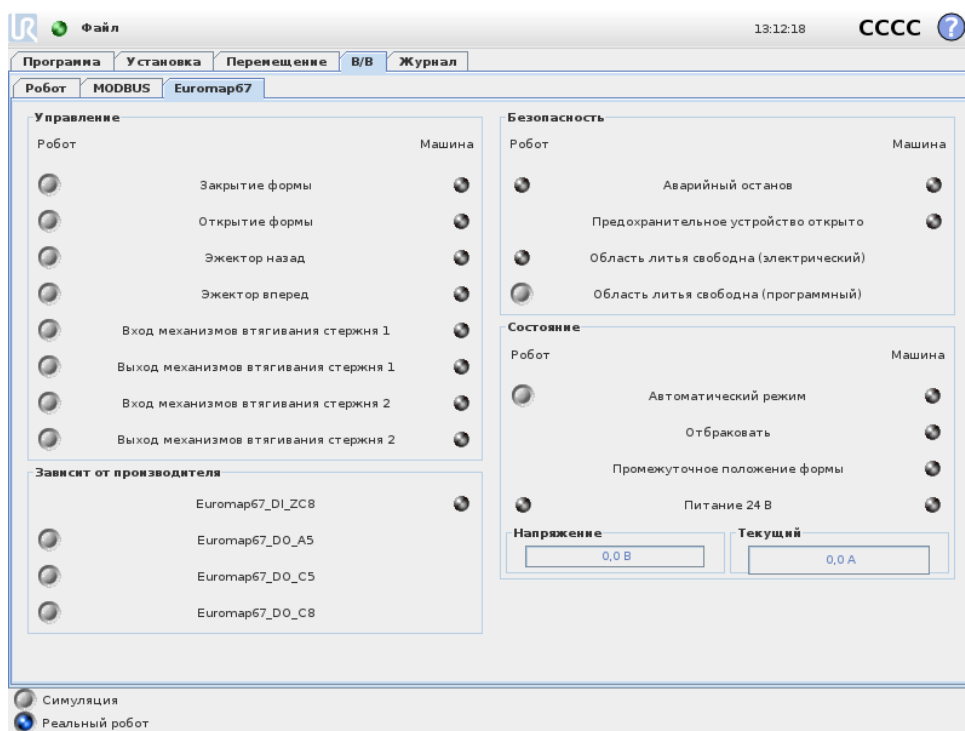 UR Файл 13:12:18 CCCC ?
Программа Установка Перемещение В/В Журнал
Робот MODBUS Euromap67
Управление
Робот Машина
Закрытие формы
Открытие формы
Эжектор назад
Эжектор вперед
Вход механизмов втягивания стержня 1
Выход механизмов втягивания стержня 1
Вход механизмов втягивания стержня 2
Выход механизмов втягивания стержня 2
Зависит от производителя
Euromap67_DI_ZC8
Euromap67_DO_A5
Euromap67_DO_C5
Euromap67_DO_C8
Безопасность
Робот Машина
Аварийный останов
Предохранительное устройство открыто
Область литья свободна (электрический)
Область литья свободна (программный)
Состояние
Робот Машина
Автоматический режим
Отбраковать
Промежуточное положение формы
Питание 24 В
Напряжение Текущий
0,0 В 0,0 А
Симуляция
Реальный робот